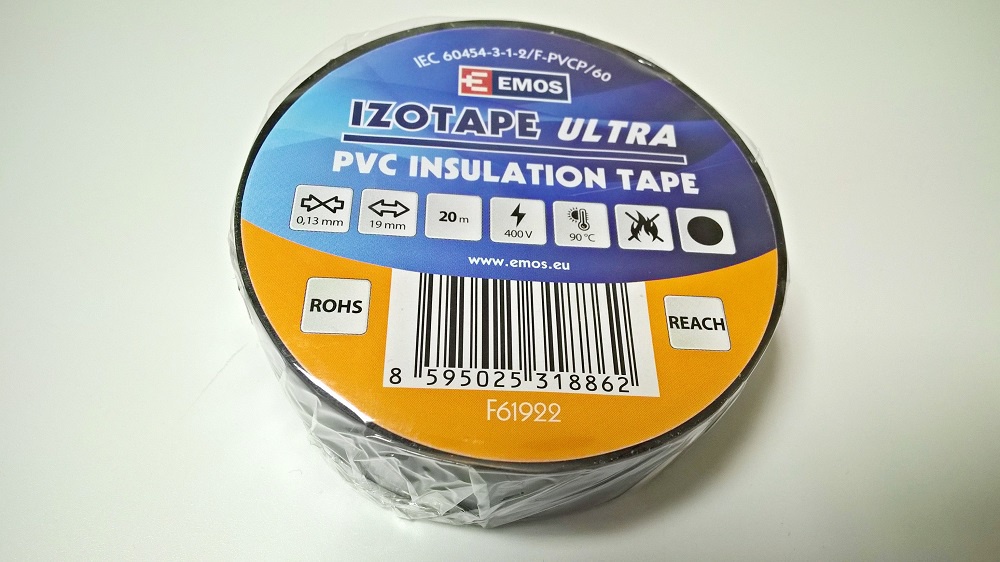 IEC 60454-3-1-2/F-PVCP/60
EMOS
IZOTAPE ULTRA
PVC INSULATION TAPE
0,13 mm 19 mm 20 m 400 V 90 °C
www.emos.eu
ROHS
REACH
8 595025 318862
F61922